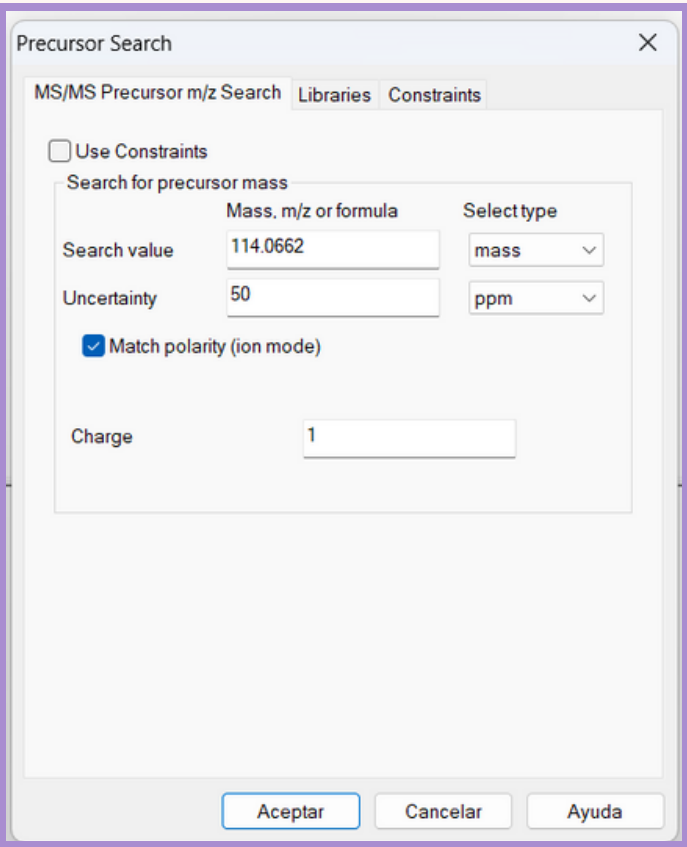 Precursor Search
MS/MS Precursor m/z Search Libraries Constraints
Use Constraints
Search for precursor mass
Mass, m/z or formula Select type
Search value 114.0662 mass
Uncertainty 50 ppm
Match polarity (ion mode)
Charge 1
Aceptar Cancelar Ayuda